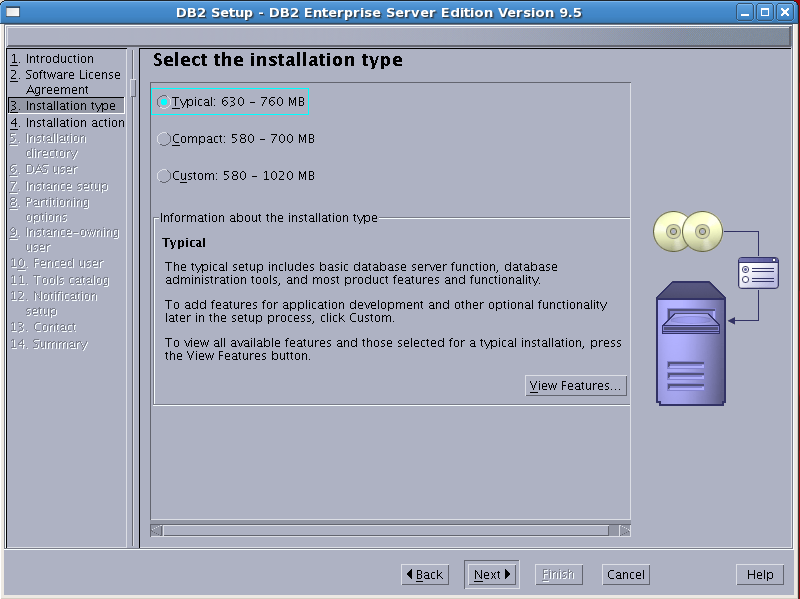 DB2 Setup - DB2 Enterprise Server Edition Version 9.5
1. Introduction
2. Software License
Agreement
3. Installation type
4. Installation action
5. Installation
directory
6. DAS user
7. Instance setup
8. Partitioning
options
9. Instance-owning
user
10. Fenced user
11. Tools catalog
12. Notification
setup
13. Contact
14. Summary
Select the installation type
Typical: 630 - 760 MB
Compact: 580 - 700 MB
Custom: 580 - 1020 MB
Information about the installation type
Typical
The typical setup includes basic database server function, database
administration tools, and most product features and functionality.
To add features for application development and other optional functionality
later in the setup process, click Custom.
To view all available features and those selected for a typical installation, press
the View Features button.
View Features...
Back
Next
Finish
Cancel
Help